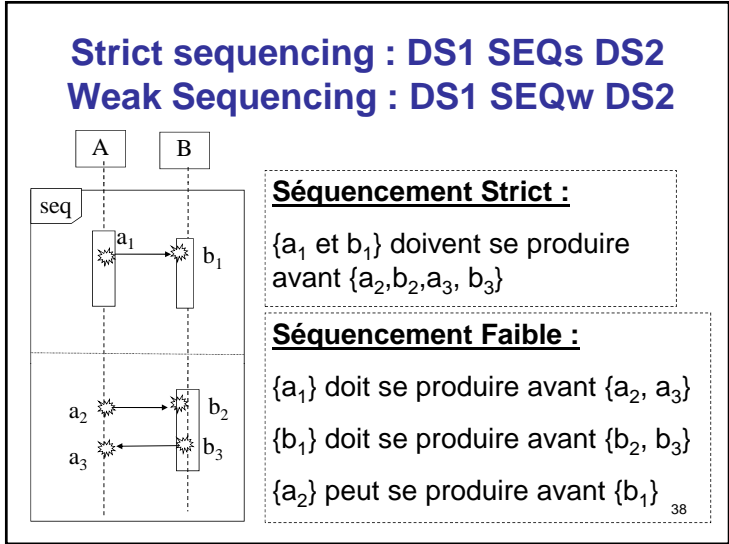 Strict sequencing : DS1 SEQs DS2
Weak Sequencing : DS1 SEQw DS2
A B
seq
a₁
b₁
a₂ b₂
a₃ b₃
Séquencement Strict :
{a₁ et b₁} doivent se produire
avant {a₂,b₂,a₃, b₃}
Séquencement Faible :
{a₁} doit se produire avant {a₂, a₃}
{b₁} doit se produire avant {b₂, b₃}
{a₂} peut se produire avant {b₁}
38